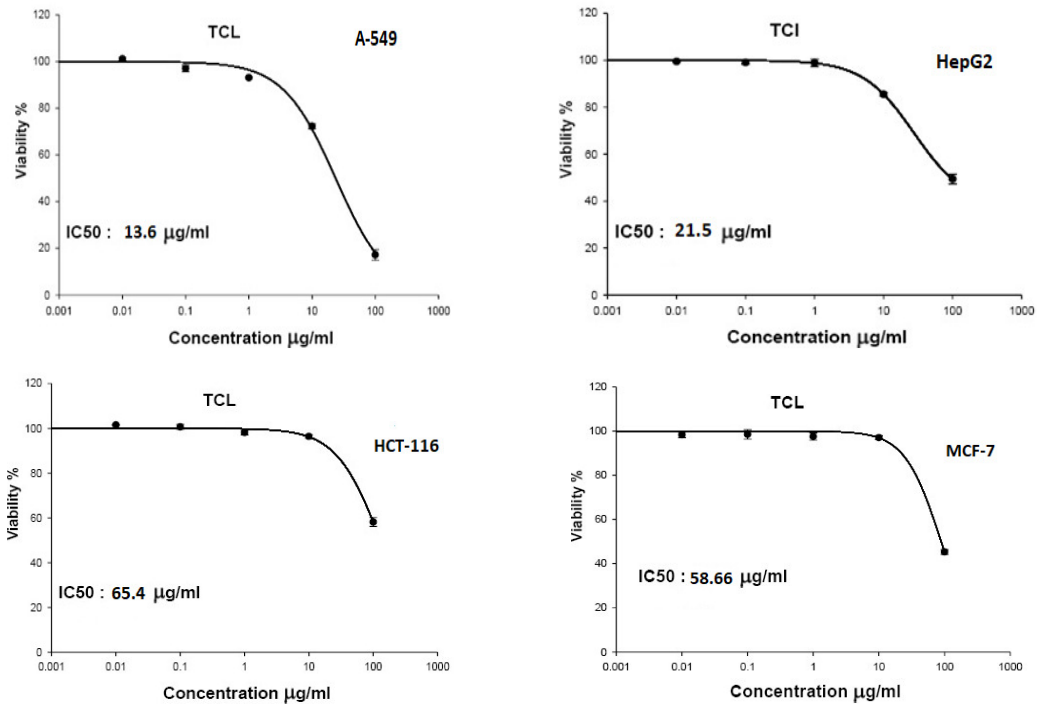 TCL
A-549
120
100
80
60
40
20
0
Viability %
IC50 : 13.6 μg/ml
0.001 0.01 0.1 1 10 100 1000
Concentration μg/ml
TCI
HepG2
120
100
80
60
40
20
0
Viability %
IC50 : 21.5 μg/ml
0.001 0.01 0.1 1 10 100 1000
Concentration μg/ml
TCL
HCT-116
120
100
80
60
40
20
0
Viability %
IC50 : 65.4 μg/ml
0.001 0.01 0.1 1 10 100 1000
Concentration μg/ml
TCL
MCF-7
120
100
80
60
40
20
0
Viability %
IC50 : 58.66 μg/ml
0.001 0.01 0.1 1 10 100 1000
Concentration μg/ml